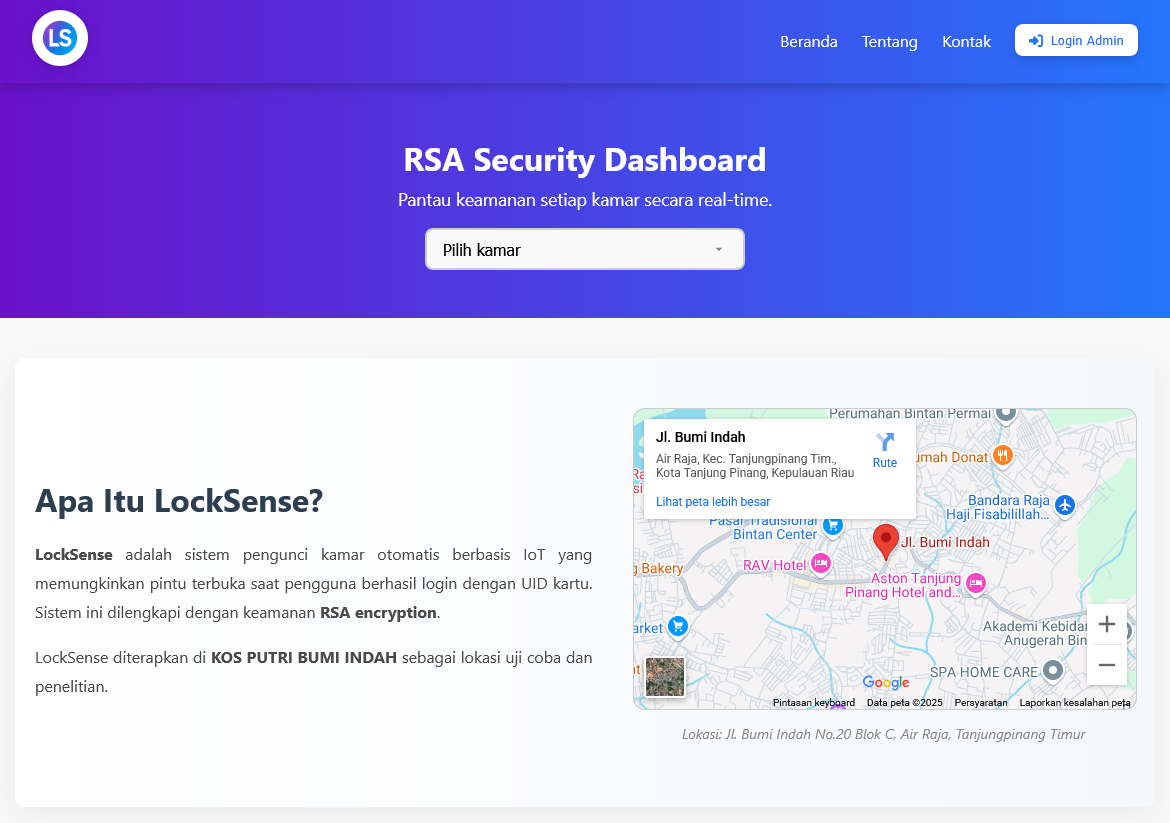 LS
Beranda
Tentang
Kontak
Login Admin
RSA Security Dashboard
Pantau keamanan setiap kamar secara real-time.
Pilih kamar
Apa Itu LockSense?
LockSense adalah sistem pengunci kamar otomatis berbasis IoT yang
memungkinkan pintu terbuka saat pengguna berhasil login dengan UID kartu.
Sistem ini dilengkapi dengan keamanan RSA encryption.
LockSense diterapkan di KOS PUTRI BUMI INDAH sebagai lokasi uji coba dan
penelitian.
Perumahan Bintan Permai
Jl. Bumi Indah
Air Raja, Kec. Tanjungpinang Tim.,
Kota Tanjung Pinang, Kepulauan Riau
Rute
Lihat peta lebih besar
Donat
Bandara Raja
Haji Fisabilillah...
Pasar Tradisional
Bintan Center
Jl. Bumi Indah
RAV Hotel
Bakery
Aston Tanjung
Pinang Hotel and...
Akademi
Anugerah
SPA HOME CARE
Google
Pintasan keyboard
Data peta ©2025
Persyaratan
Laporkan kesalahan peta
Lokasi: Jl. Bumi Indah No.20 Blok C, Air Raja, Tanjungpinang Timur